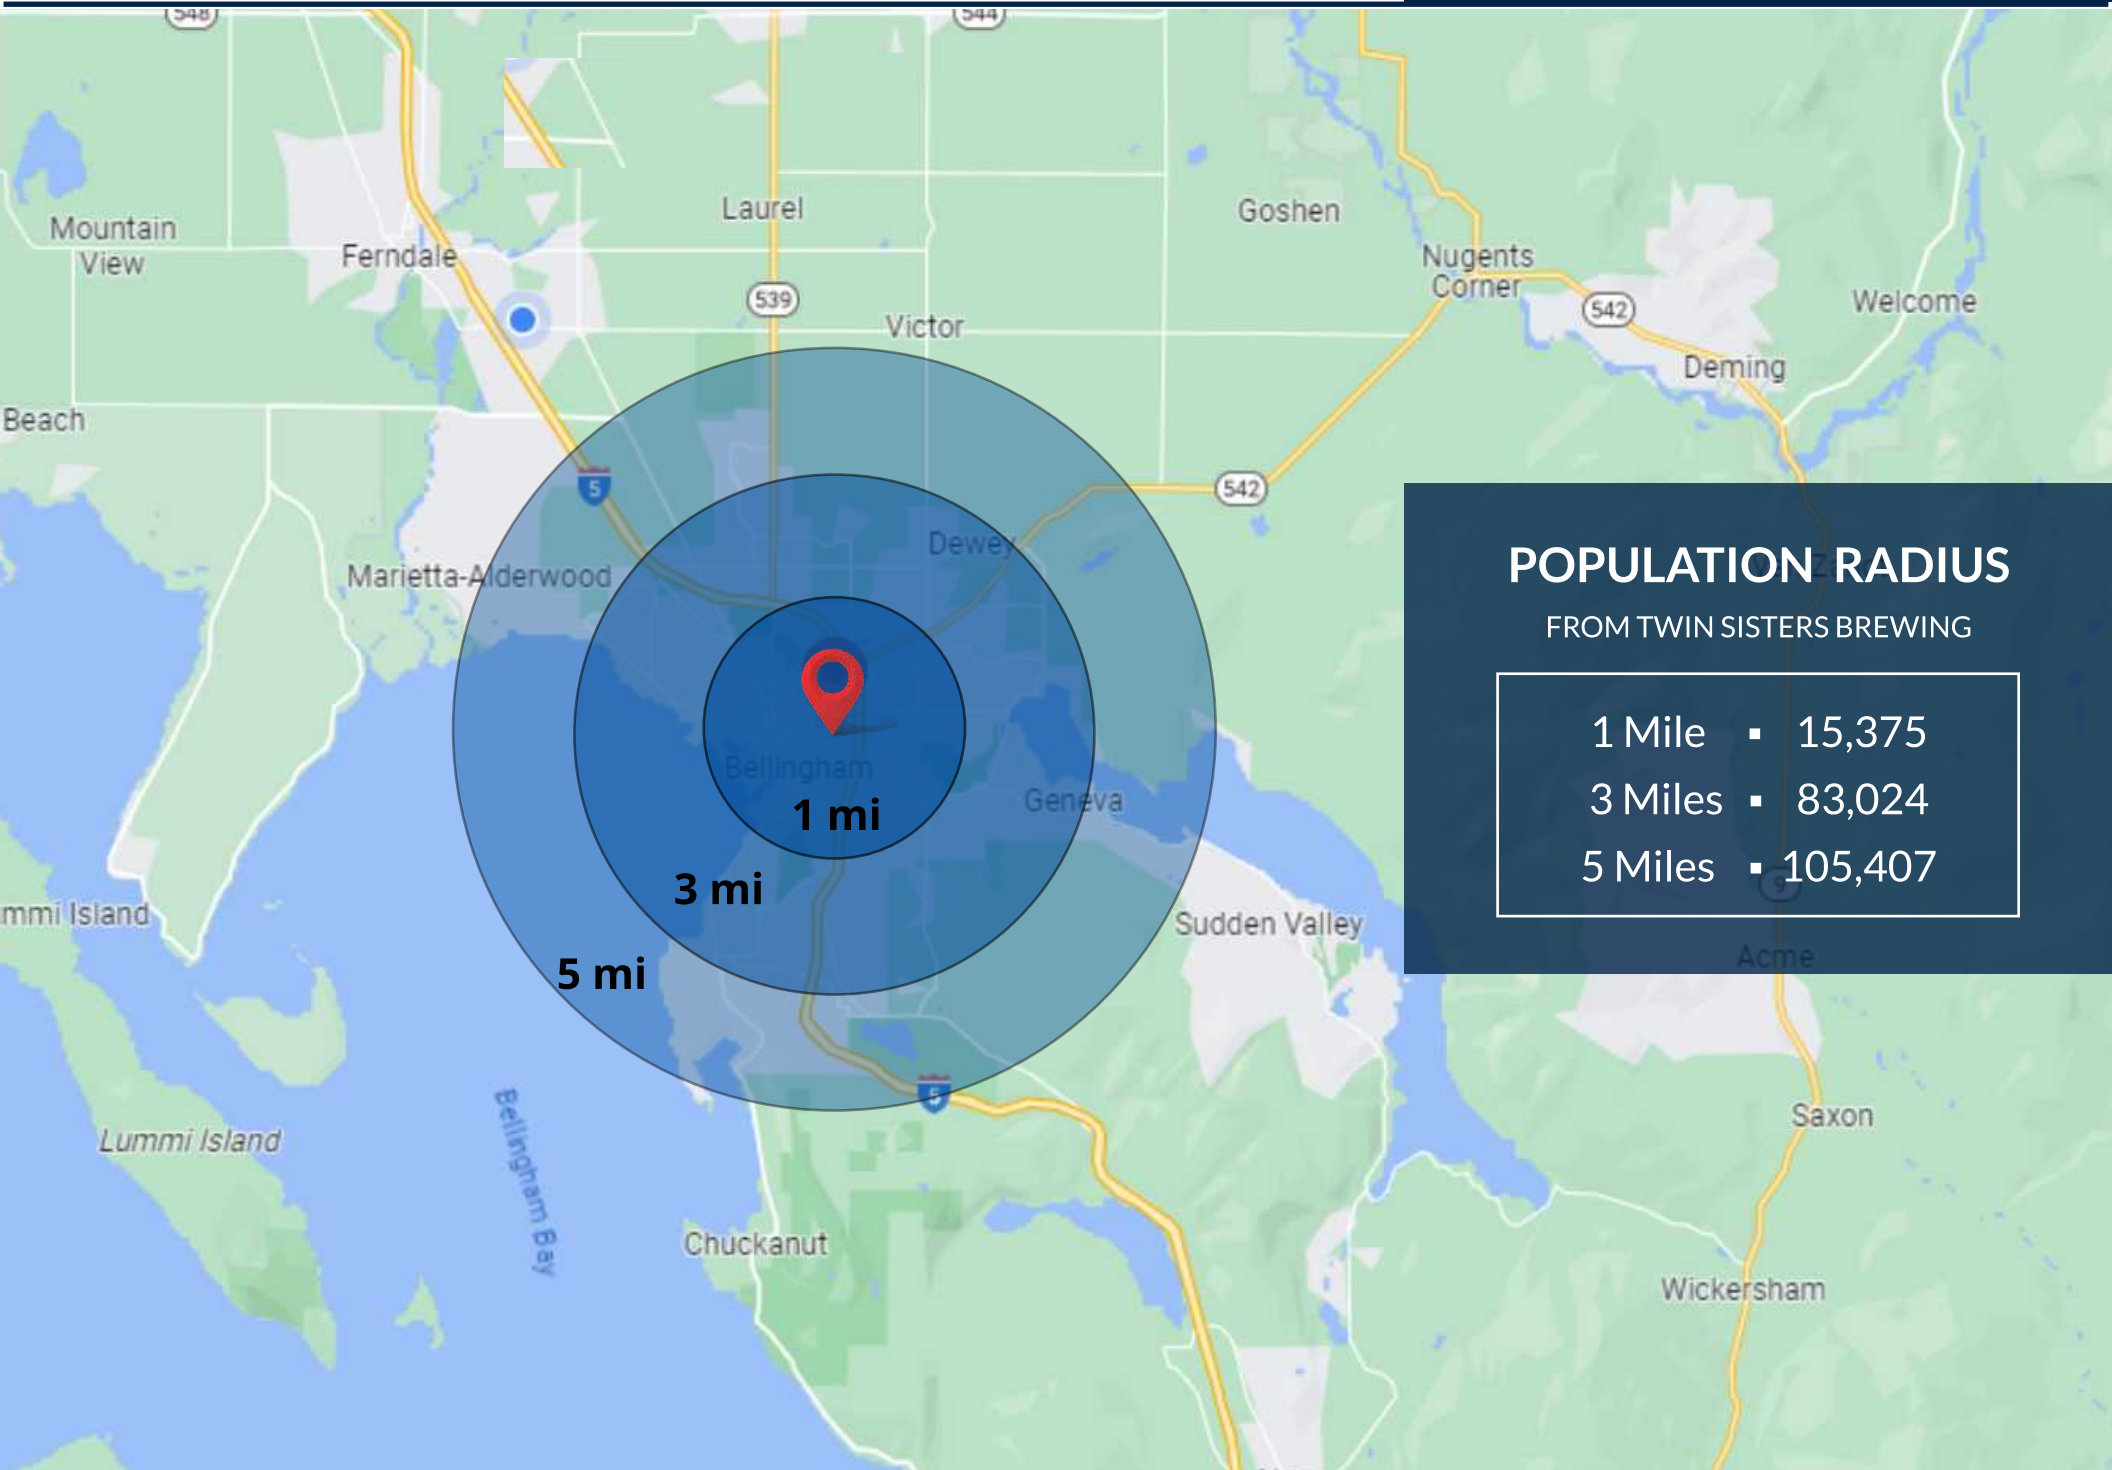 548
544
Laurel
Goshen
Mountain
View
Ferndale
Nugents
Corner
539
542
Welcome
Victor
Deming
Beach
5
542
Dewey
Marietta-Alderwood
POPULATION RADIUS
FROM TWIN SISTERS BREWING
1 Mile ▪ 15,375
3 Miles ▪ 83,024
5 Miles ▪ 105,407
9
Acme
Bellingham
1 mi
Geneva
3 mi
mmi Island
Sudden Valley
5 mi
5
Saxon
Lummi Island
Bellingham Bay
Chuckanut
Wickersham